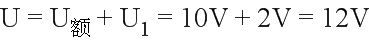 U = U额 + U1 = 10V + 2V = 12V